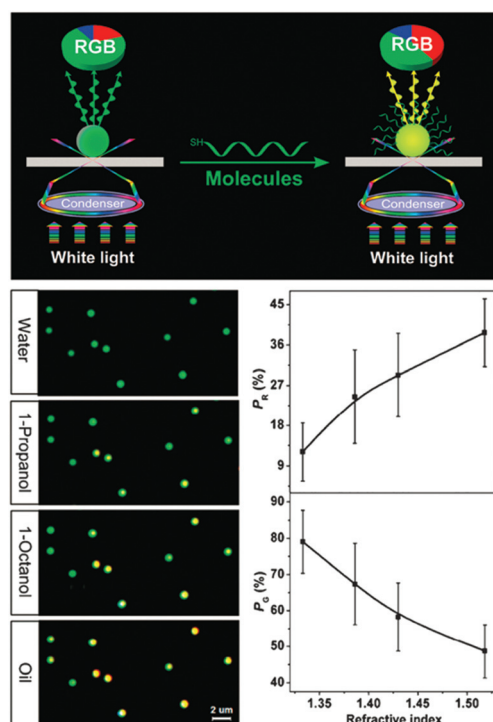 RGB
RGB
SH
Molecules
Condenser
Condenser
White light
White light
Water
1-Propanol
1-Octanol
Oil
2 um
45
36
27
18
9
PR (%)
90
80
70
60
50
40
PG (%)
1.35 1.40 1.45 1.50
Refractive index